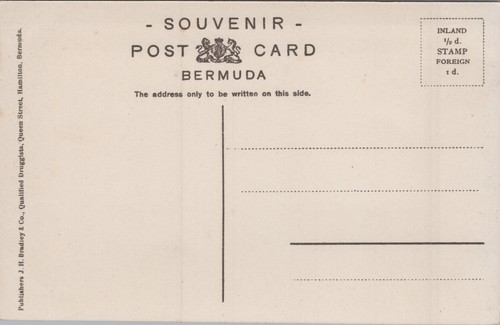 - SOUVENIR -
POST CARD
BERMUDA
The address only to be written on this side.
INLAND
½ d.
STAMP
FOREIGN
1 d.
Publishers J. H. Bradley & Co., Qualified Druggists, Queen Street, Hamilton, Bermuda.